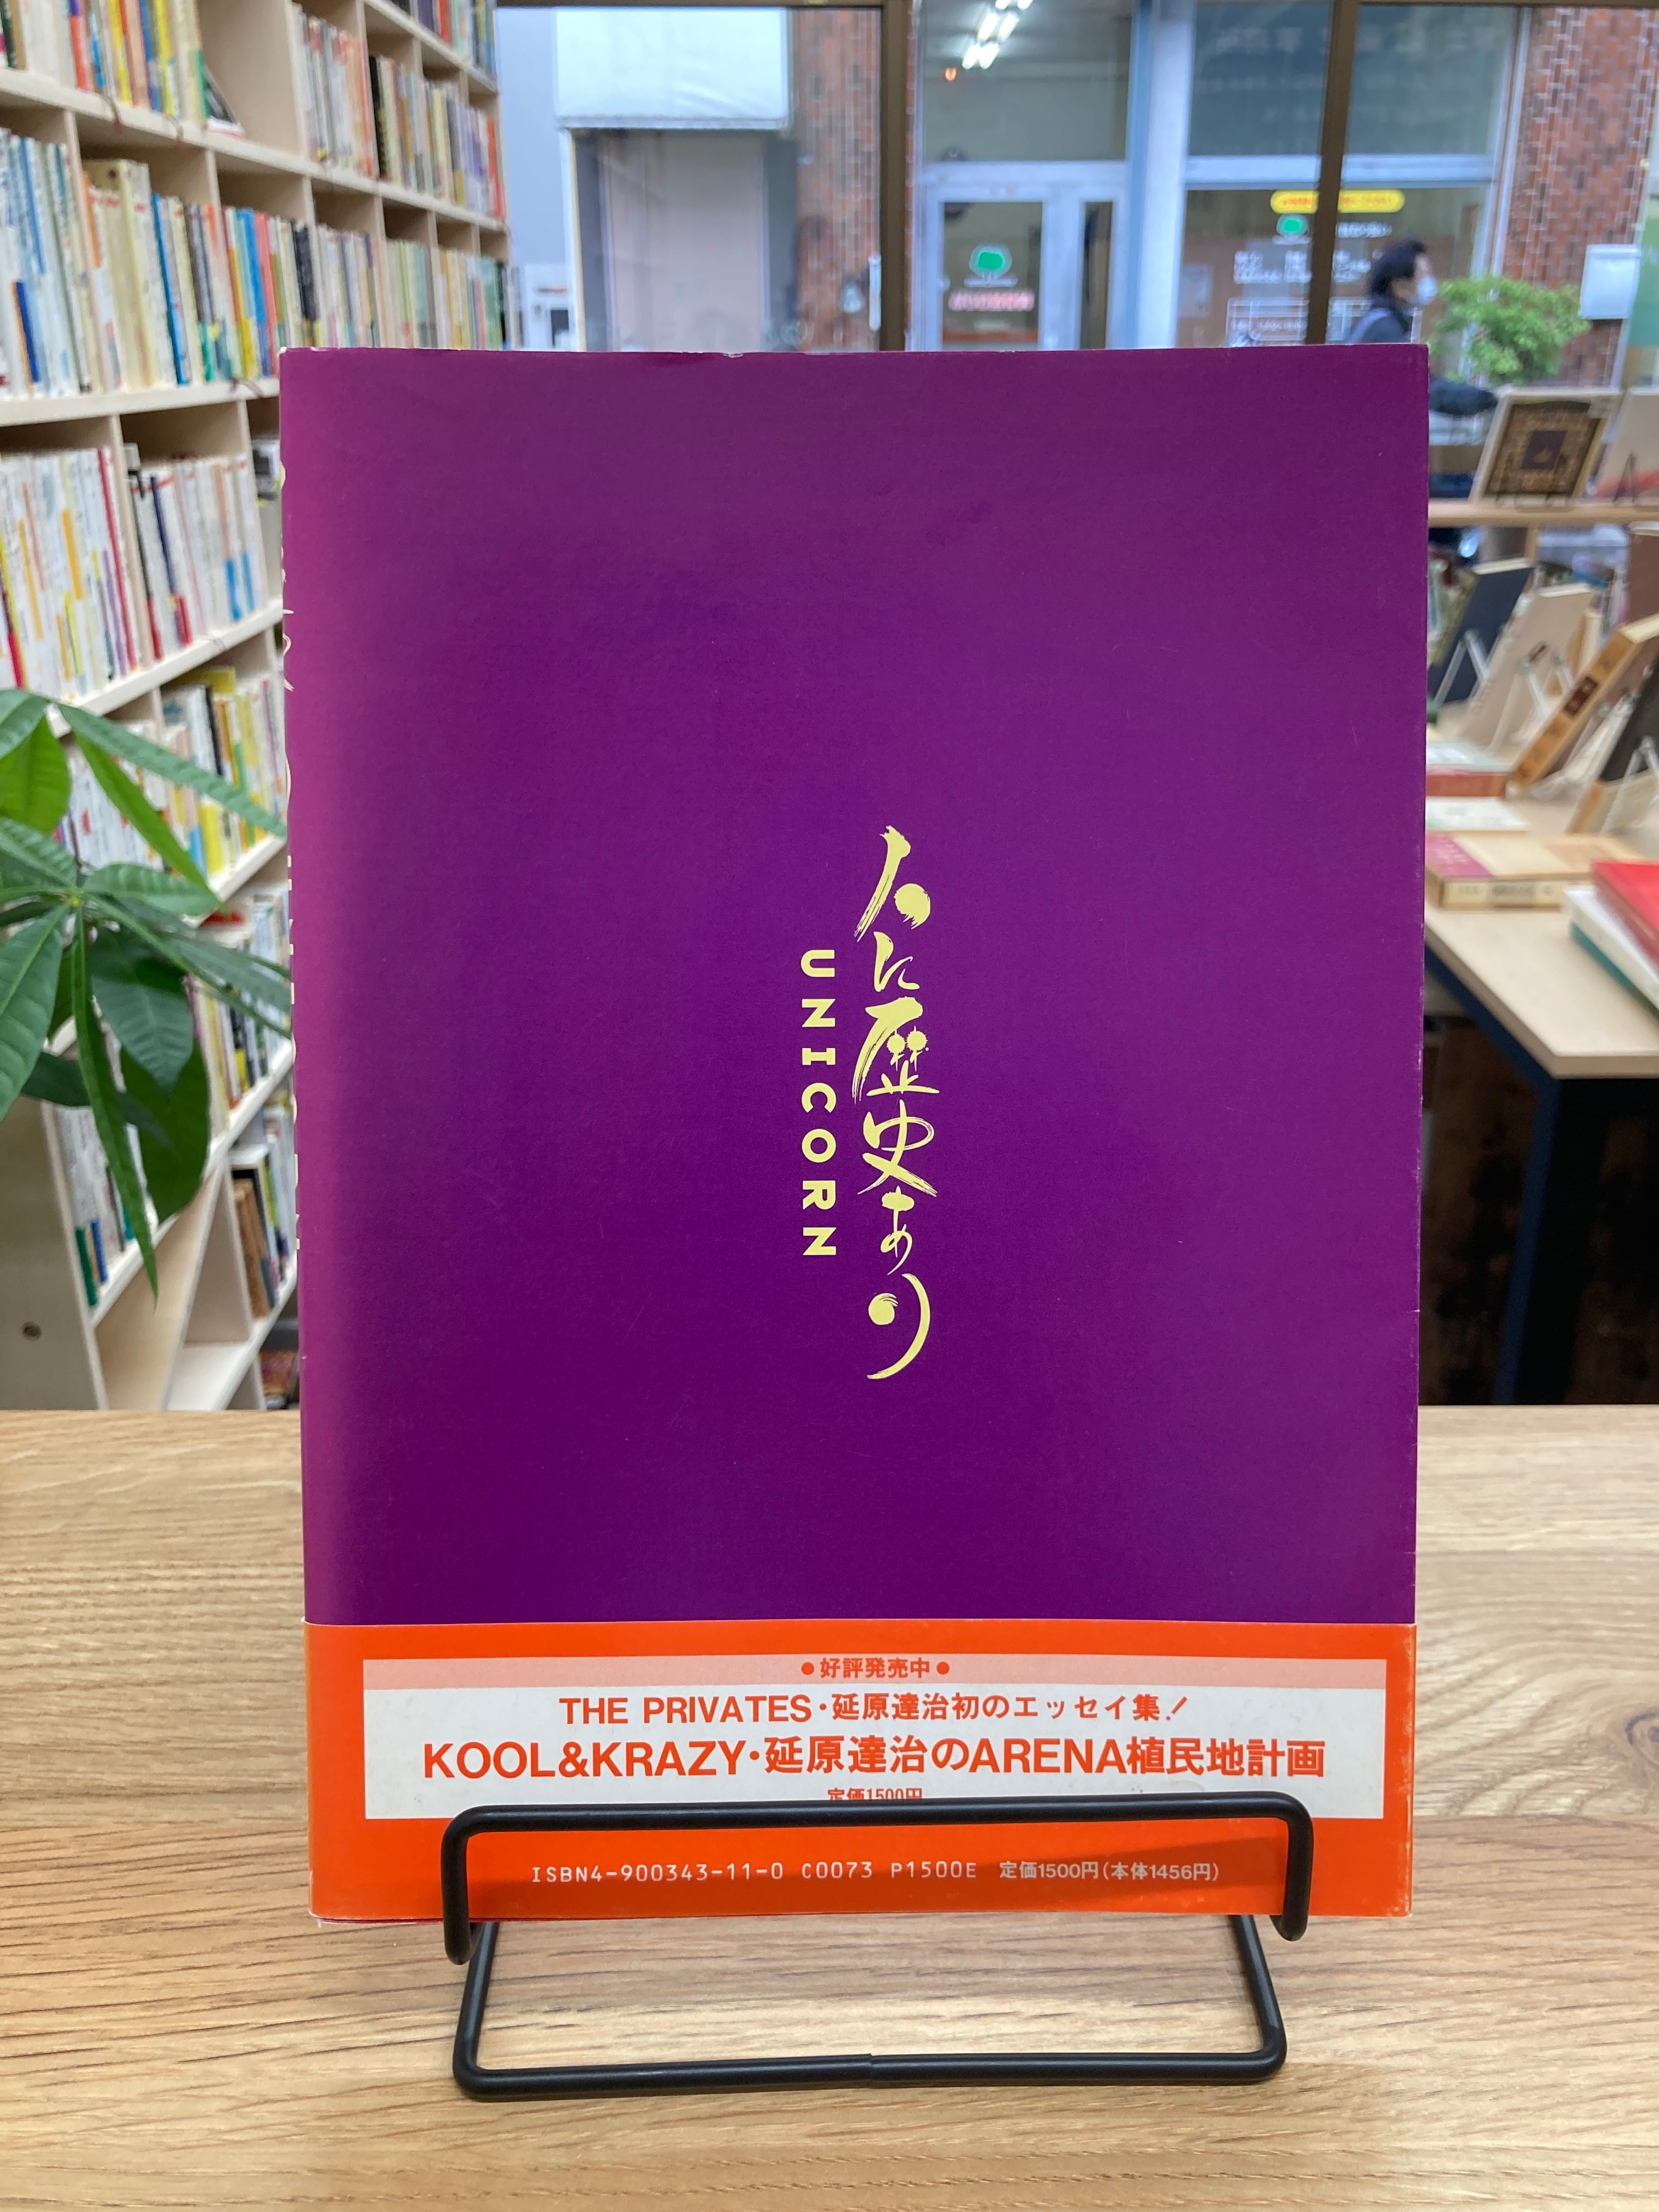 人に歴史あり
UNICORN
●好評発売中●
THE PRIVATES・延原達治初のエッセイ集！
KOOL&KRAZY・延原達治のARENA植民地計画
定価1500円
ISBN4-900343-11-0 C0073 P1500E 定価1500円(本体1456円)